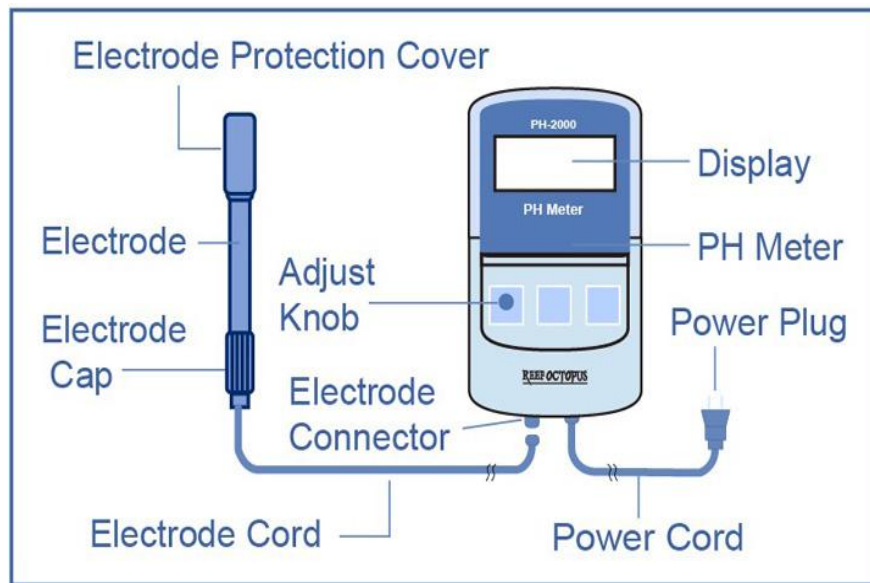 Electrode Protection Cover
PH-2000
Display
PH Meter
Electrode
PH Meter
Adjust
Knob
Electrode
Cap
Power Plug
REEF OCTOPUS
Electrode
Connector
Electrode Cord
Power Cord